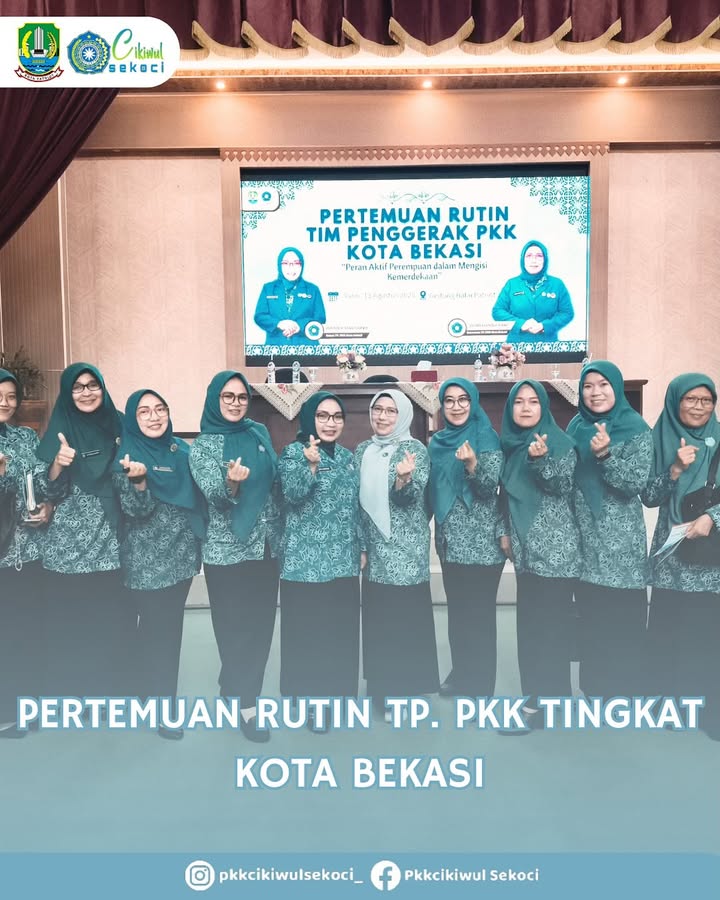 Cikiwul
sekoci
PERTEMUAN RUTIN
TIM PENGGERAK PKK
KOTA BEKASI
"Peran Aktif Perempuan dalam Mengisi
Kemerdekaan"
PERTEMUAN RUTIN TP. PKK TINGKAT
KOTA BEKASI
pkkcikiwulsekoci_ Pkkcikiwul Sekoci